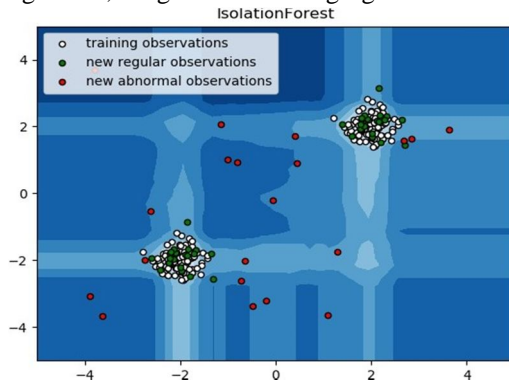 IsolationForest
4
training observations
new regular observations
new abnormal observations
2
0
−2
−4
−4
−2
0
2
4